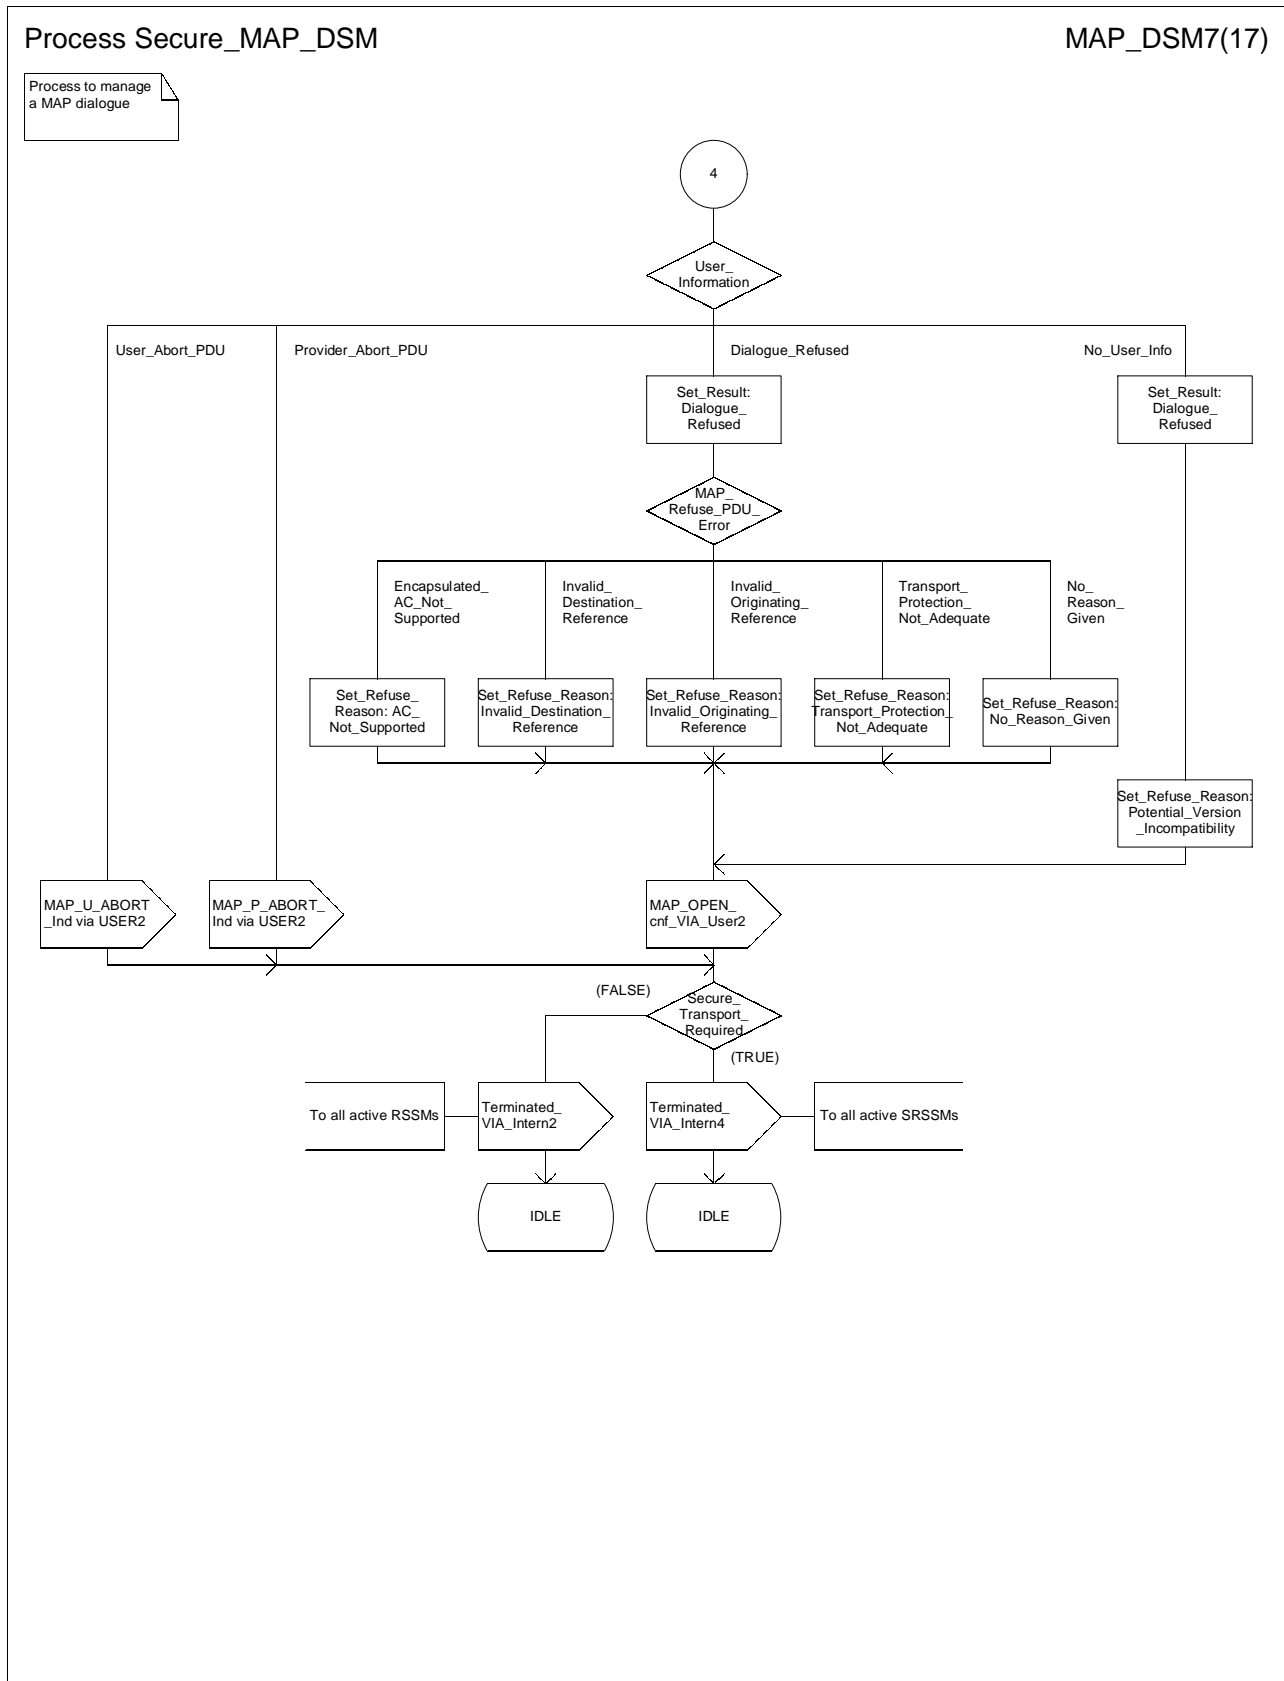 Process Secure_MAP_DSM
MAP_DSM7(17)
Process to manage
a MAP dialogue
4
User_
Information
User_Abort_PDU
Provider_Abort_PDU
Dialogue_Refused
No_User_Info
Set_Result:
Dialogue_
Refused
Set_Result:
Dialogue_
Refused
MAP_
Refuse_PDU_
Error
Encapsulated_
AC_Not_
Supported
Invalid_
Destination_
Reference
Invalid_
Originating_
Reference
Transport_
Protection_
Not_Adequate
No_
Reason_
Given
Set_Refuse_
Reason: AC_
Not_Supported
Set_Refuse_Reason:
Invalid_Destination_
Reference
Set_Refuse_Reason:
Invalid_Originating_
Reference
Set_Refuse_Reason:
Transport_Protection_
Not_Adequate
Set_Refuse_Reason:
No_Reason_Given
Set_Refuse_Reason:
Potential_Version
_Incompatibility
MAP_U_ABORT
_Ind via USER2
MAP_P_ABORT_
Ind via USER2
MAP_OPEN_
cnf_VIA_User2
(FALSE)
Secure_
Transport_
Required
(TRUE)
To all active RSSMs
Terminated_
VIA_Intern2
Terminated_
VIA_Intern4
To all active SRSSMs
IDLE
IDLE